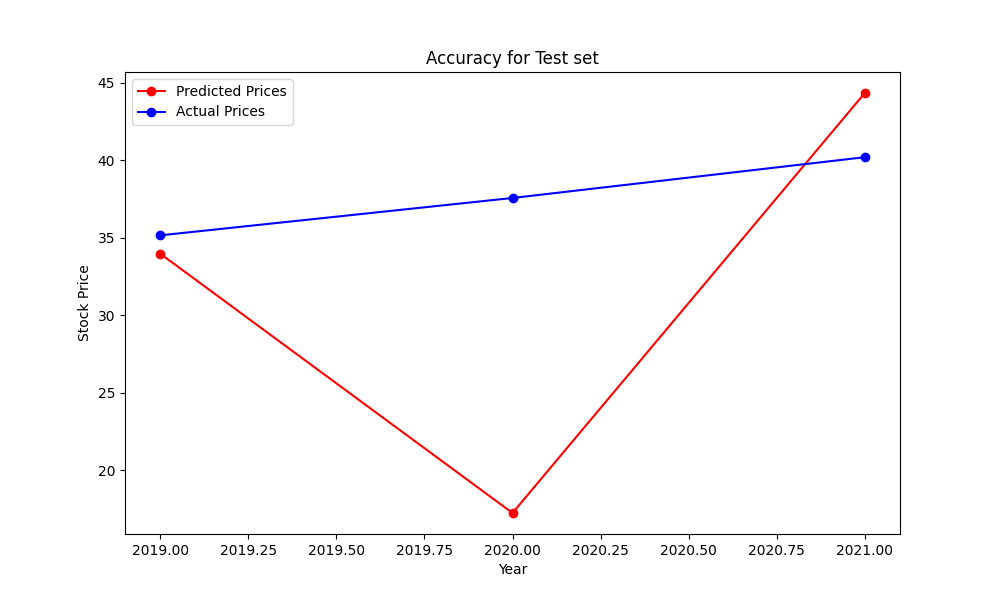 Accuracy for Test set
Predicted Prices
Actual Prices
45
40
35
30
25
20
Stock Price
2019.00 2019.25 2019.50 2019.75 2020.00 2020.25 2020.50 2020.75 2021.00
Year